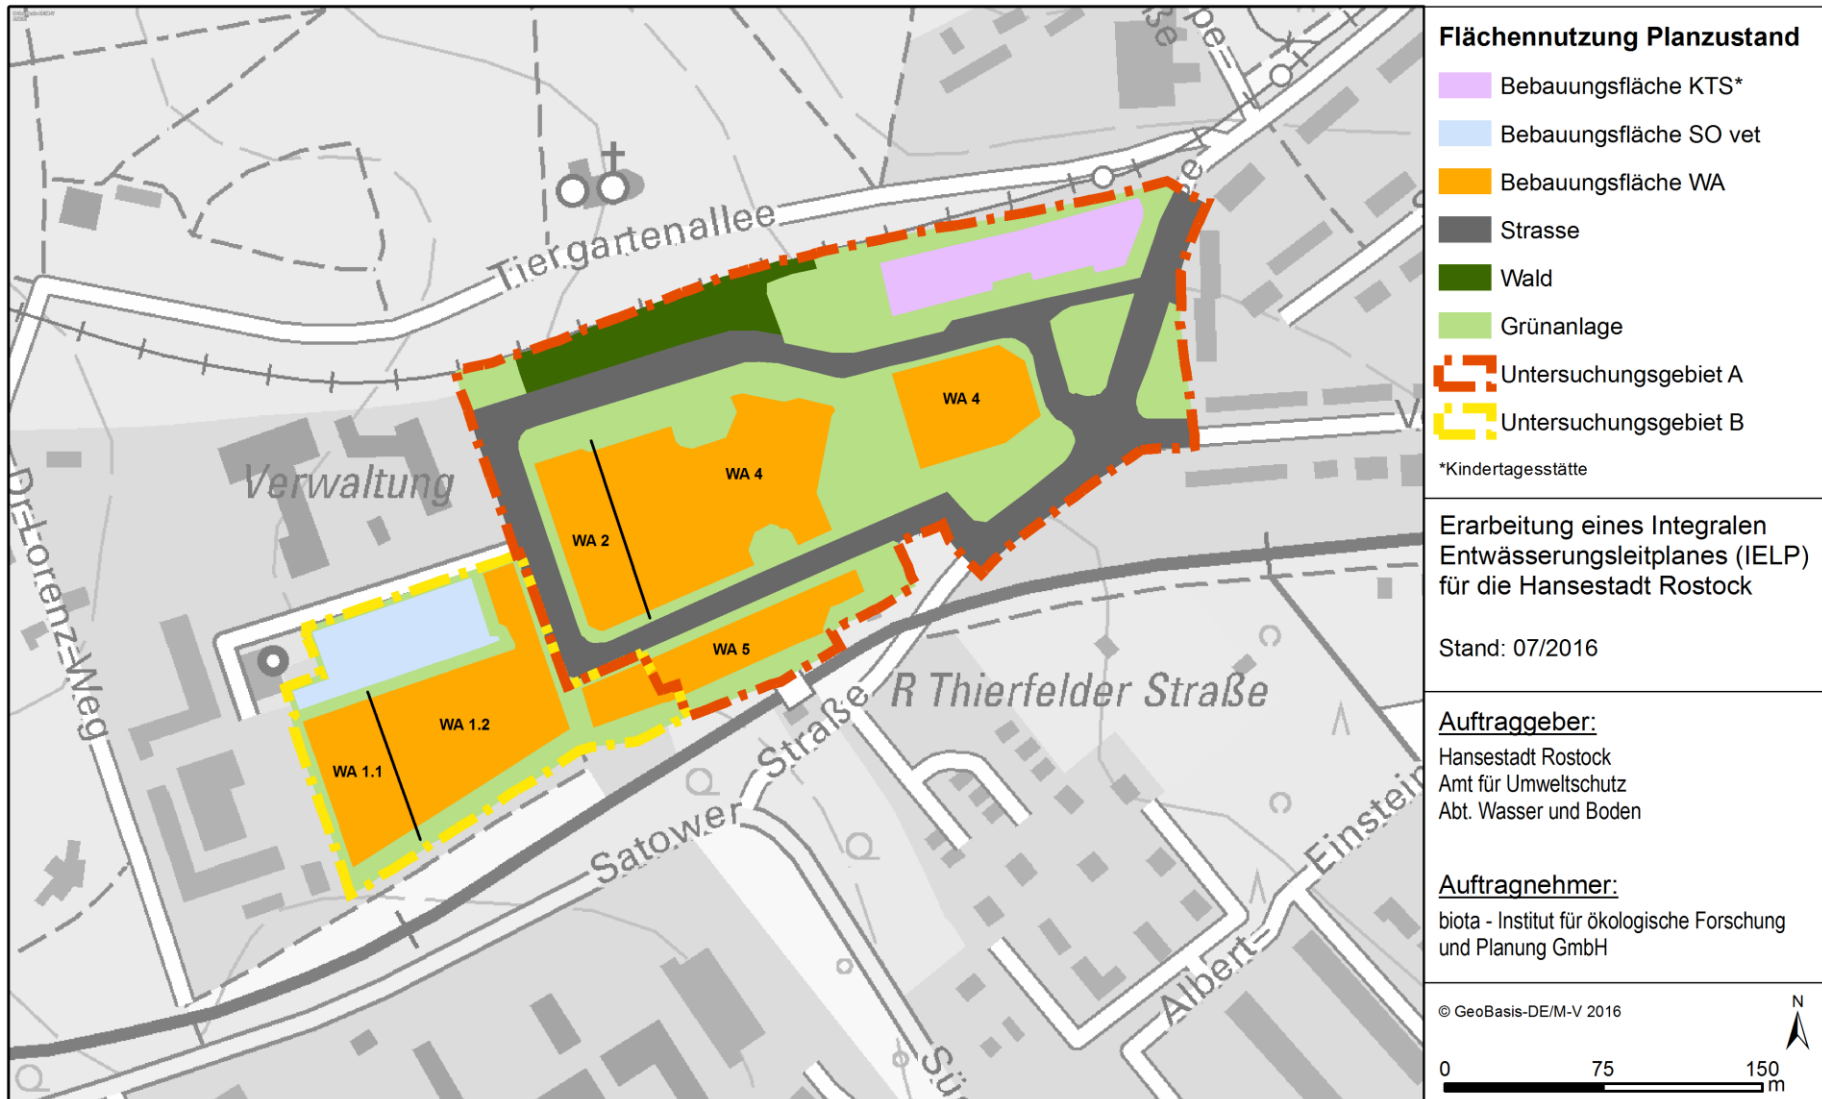 Tiergartenallee
Verwaltung
Dr-Lorenz-Weg
R Thierfelder Straße
Satower
Straße
Albert-
Einstein
WA 4
WA 4
WA 2
WA 5
WA 1.2
WA 1.1
Flächennutzung Planzustand
Bebauungsfläche KTS*
Bebauungsfläche SO vet
Bebauungsfläche WA
Strasse
Wald
Grünanlage
Untersuchungsgebiet A
Untersuchungsgebiet B
*Kindertagesstätte
Erarbeitung eines Integralen
Entwässerungsleitplanes (IELP)
für die Hansestadt Rostock
Stand: 07/2016
Auftraggeber:
Hansestadt Rostock
Amt für Umweltschutz
Abt. Wasser und Boden
Auftragnehmer:
biota - Institut für ökologische Forschung
und Planung GmbH
© GeoBasis-DE/M-V 2016
N
0 75 150
m